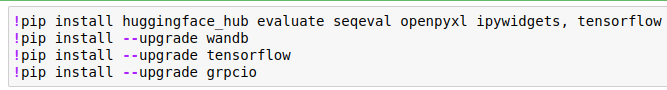 !pip install huggingface_hub evaluate seqeval openpyxl ipywidgets, tensorflow
!pip install --upgrade wandb
!pip install --upgrade tensorflow
!pip install --upgrade grpcio